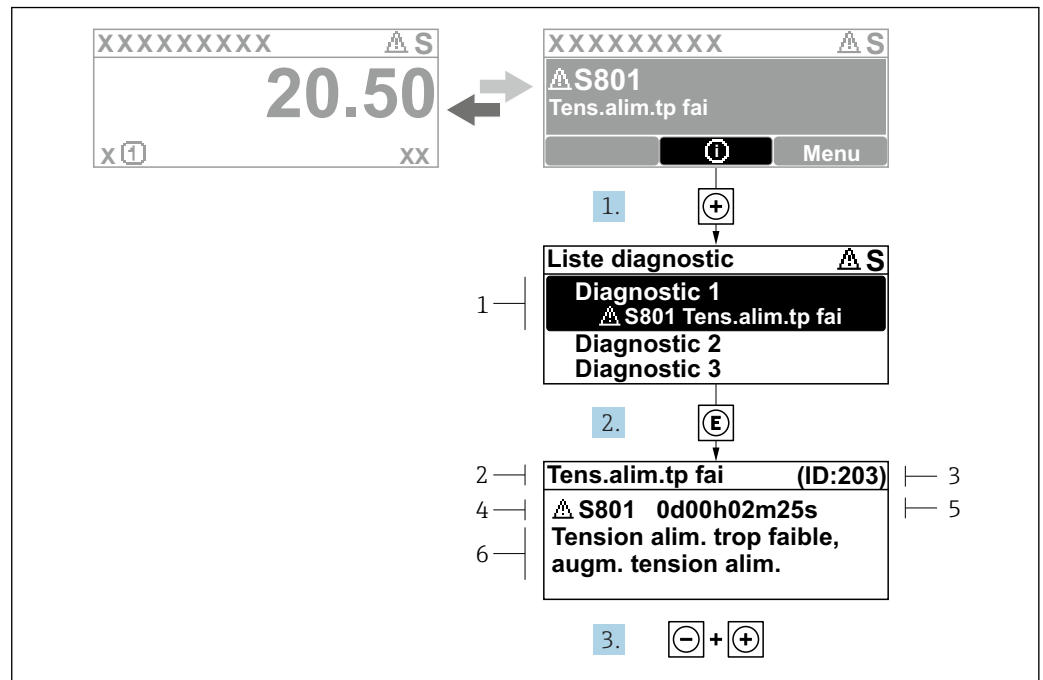 XXXXXXXXX ⚠ S
20.50
x ① xx
XXXXXXXXX ⚠ S
⚠ S801
Tens.alim.tp fai
ⓘ Menu
1. +
Liste diagnostic ⚠ S
1
Diagnostic 1
⚠ S801 Tens.alim.tp fai
Diagnostic 2
Diagnostic 3
2. E
2 Tens.alim.tp fai (ID:203) 3
4 ⚠ S801 0d00h02m25s 5
6
Tension alim. trop faible,
augm. tension alim.
3. - + +